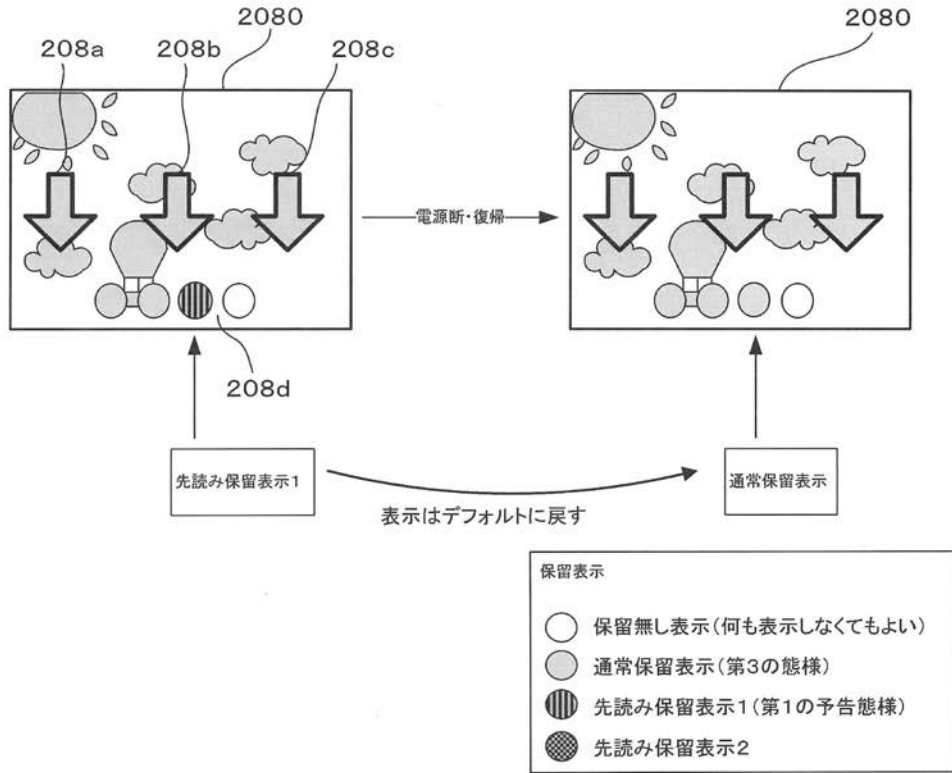 2080
208a
208b
208c
2080
電源断・復帰
208d
先読み保留表示1
通常保留表示
表示はデフォルトに戻す
保留表示
保留無し表示(何も表示しなくてもよい)
通常保留表示(第3の態様)
先読み保留表示1(第1の予告態様)
先読み保留表示2